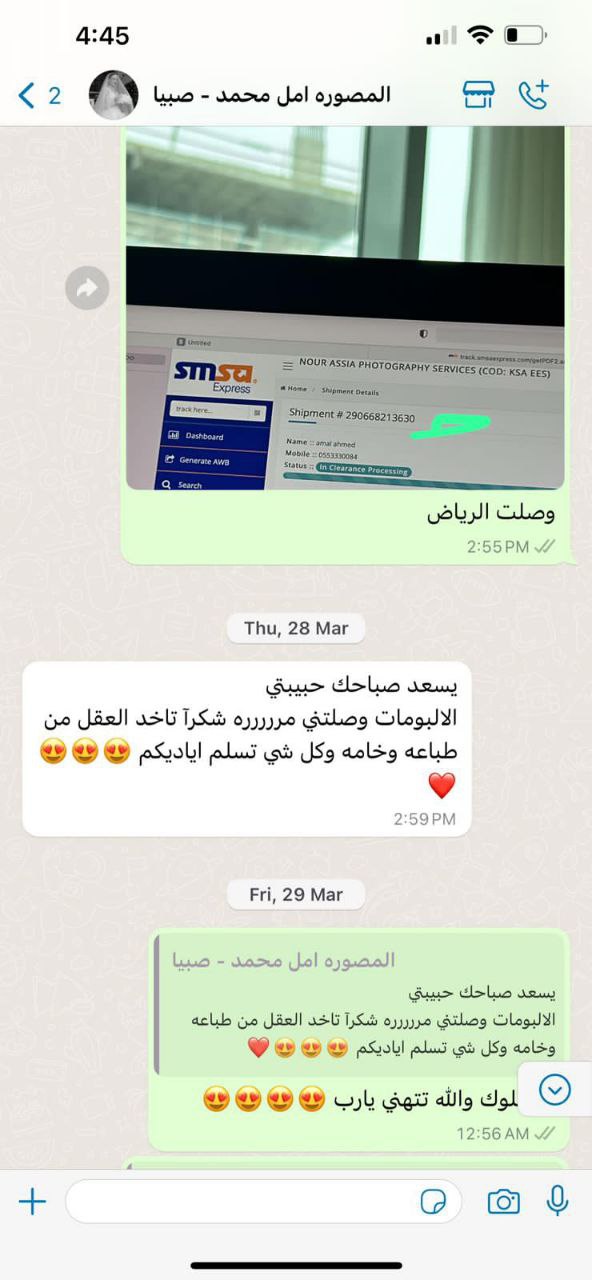 4:45
2
المصوره امل محمد - صبيا
Untitled
track.smsaexpress.com/getPDF2.a
smsa
Express
NOUR ASSIA PHOTOGRAPHY SERVICES (COD: KSA EES)
Home / Shipment Details
track here...
Shipment # 290668213630
Dashboard
Name :: amal ahmed
Mobile :: 0553330084
Generate AWB
Status :: In Clearance Processing
Search
وصلت الرياض
2:55 PM
Thu, 28 Mar
يسعد صباحك حبيبتي
الالبومات وصلتني مررررره شكرآ تاخد العقل من
طباعه وخامه وكل شي تسلم اياديكم 😍😍😍
❤️
2:59 PM
Fri, 29 Mar
المصوره امل محمد - صبيا
يسعد صباحك حبيبتي
الالبومات وصلتني مررررره شكرآ تاخد العقل من طباعه
وخامه وكل شي تسلم اياديكم 😍😍😍❤️
والله تتهني يارب 😍😍😍😍
12:56 AM